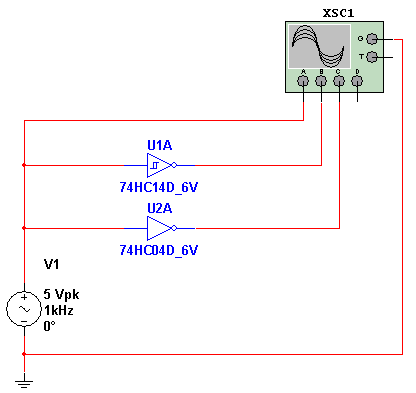 XSC1
G
T
A B C D
U1A
74HC14D_6V
U2A
74HC04D_6V
V1
5 Vpk
1kHz
0°